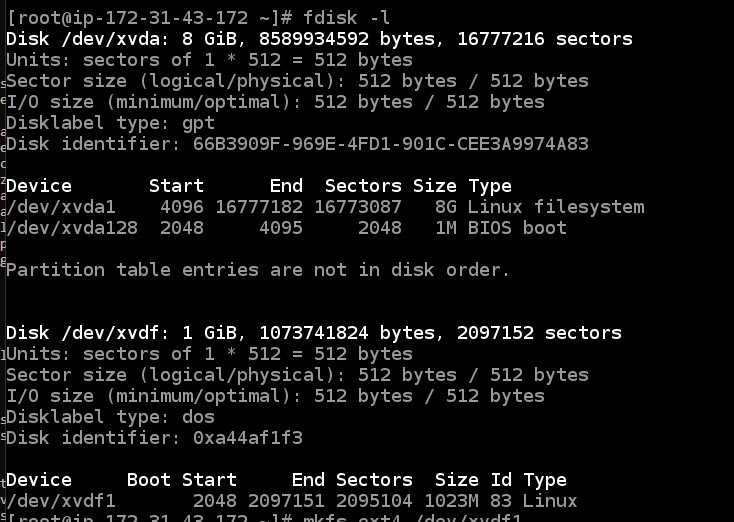 [root@ip-172-31-43-172 ~]# fdisk -l
Disk /dev/xvda: 8 GiB, 8589934592 bytes, 16777216 sectors
Units: sectors of 1 * 512 = 512 bytes
Sector size (logical/physical): 512 bytes / 512 bytes
I/O size (minimum/optimal): 512 bytes / 512 bytes
Disklabel type: gpt
Disk identifier: 66B3909F-969E-4FD1-901C-CEE3A9974A83
Device Start End Sectors Size Type
/dev/xvda1 4096 16777182 16773087 8G Linux filesystem
/dev/xvda128 2048 4095 2048 1M BIOS boot
Partition table entries are not in disk order.
Disk /dev/xvdf: 1 GiB, 1073741824 bytes, 2097152 sectors
Units: sectors of 1 * 512 = 512 bytes
Sector size (logical/physical): 512 bytes / 512 bytes
I/O size (minimum/optimal): 512 bytes / 512 bytes
Disklabel type: dos
Disk identifier: 0xa44af1f3
Device Boot Start End Sectors Size Id Type
/dev/xvdf1 2048 2097151 2095104 1023M 83 Linux
[root@ip-172-31-43-172 ~]# mkfs.ext4 /dev/xvdf1